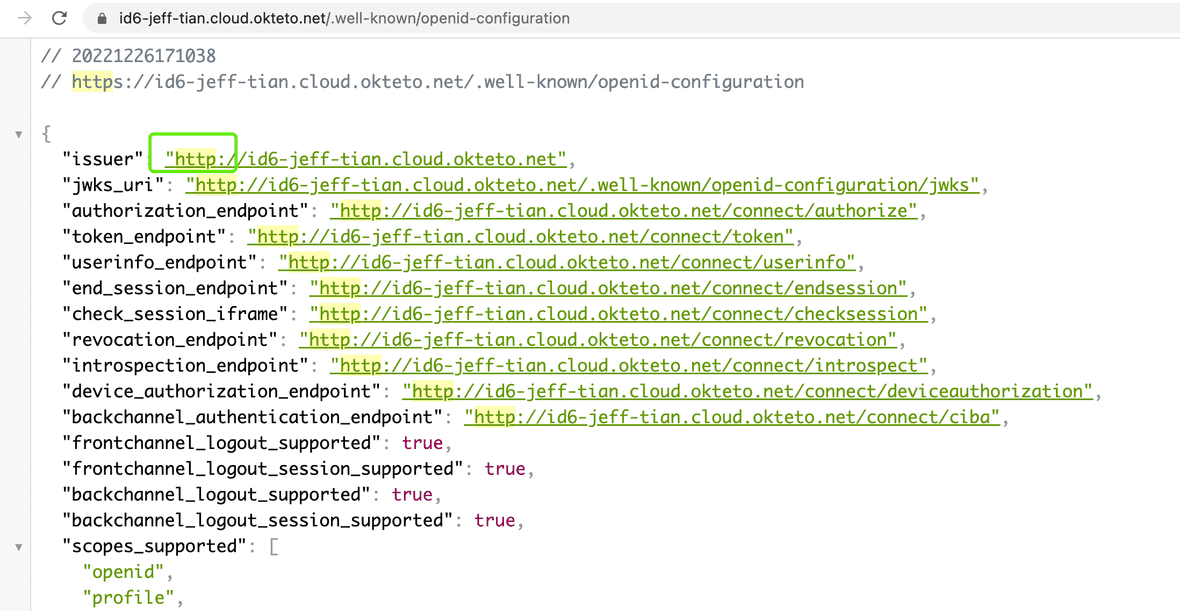 id6-jeff-tian.cloud.okteto.net/.well-known/openid-configuration
// 20221226171038
// https://id6-jeff-tian.cloud.okteto.net/.well-known/openid-configuration
{
"issuer": "http://id6-jeff-tian.cloud.okteto.net",
"jwks_uri": "http://id6-jeff-tian.cloud.okteto.net/.well-known/openid-configuration/jwks",
"authorization_endpoint": "http://id6-jeff-tian.cloud.okteto.net/connect/authorize",
"token_endpoint": "http://id6-jeff-tian.cloud.okteto.net/connect/token",
"userinfo_endpoint": "http://id6-jeff-tian.cloud.okteto.net/connect/userinfo",
"end_session_endpoint": "http://id6-jeff-tian.cloud.okteto.net/connect/endsession",
"check_session_iframe": "http://id6-jeff-tian.cloud.okteto.net/connect/checksession",
"revocation_endpoint": "http://id6-jeff-tian.cloud.okteto.net/connect/revocation",
"introspection_endpoint": "http://id6-jeff-tian.cloud.okteto.net/connect/introspect",
"device_authorization_endpoint": "http://id6-jeff-tian.cloud.okteto.net/connect/deviceauthorization",
"backchannel_authentication_endpoint": "http://id6-jeff-tian.cloud.okteto.net/connect/ciba",
"frontchannel_logout_supported": true,
"frontchannel_logout_session_supported": true,
"backchannel_logout_supported": true,
"backchannel_logout_session_supported": true,
"scopes_supported": [
"openid",
"profile",